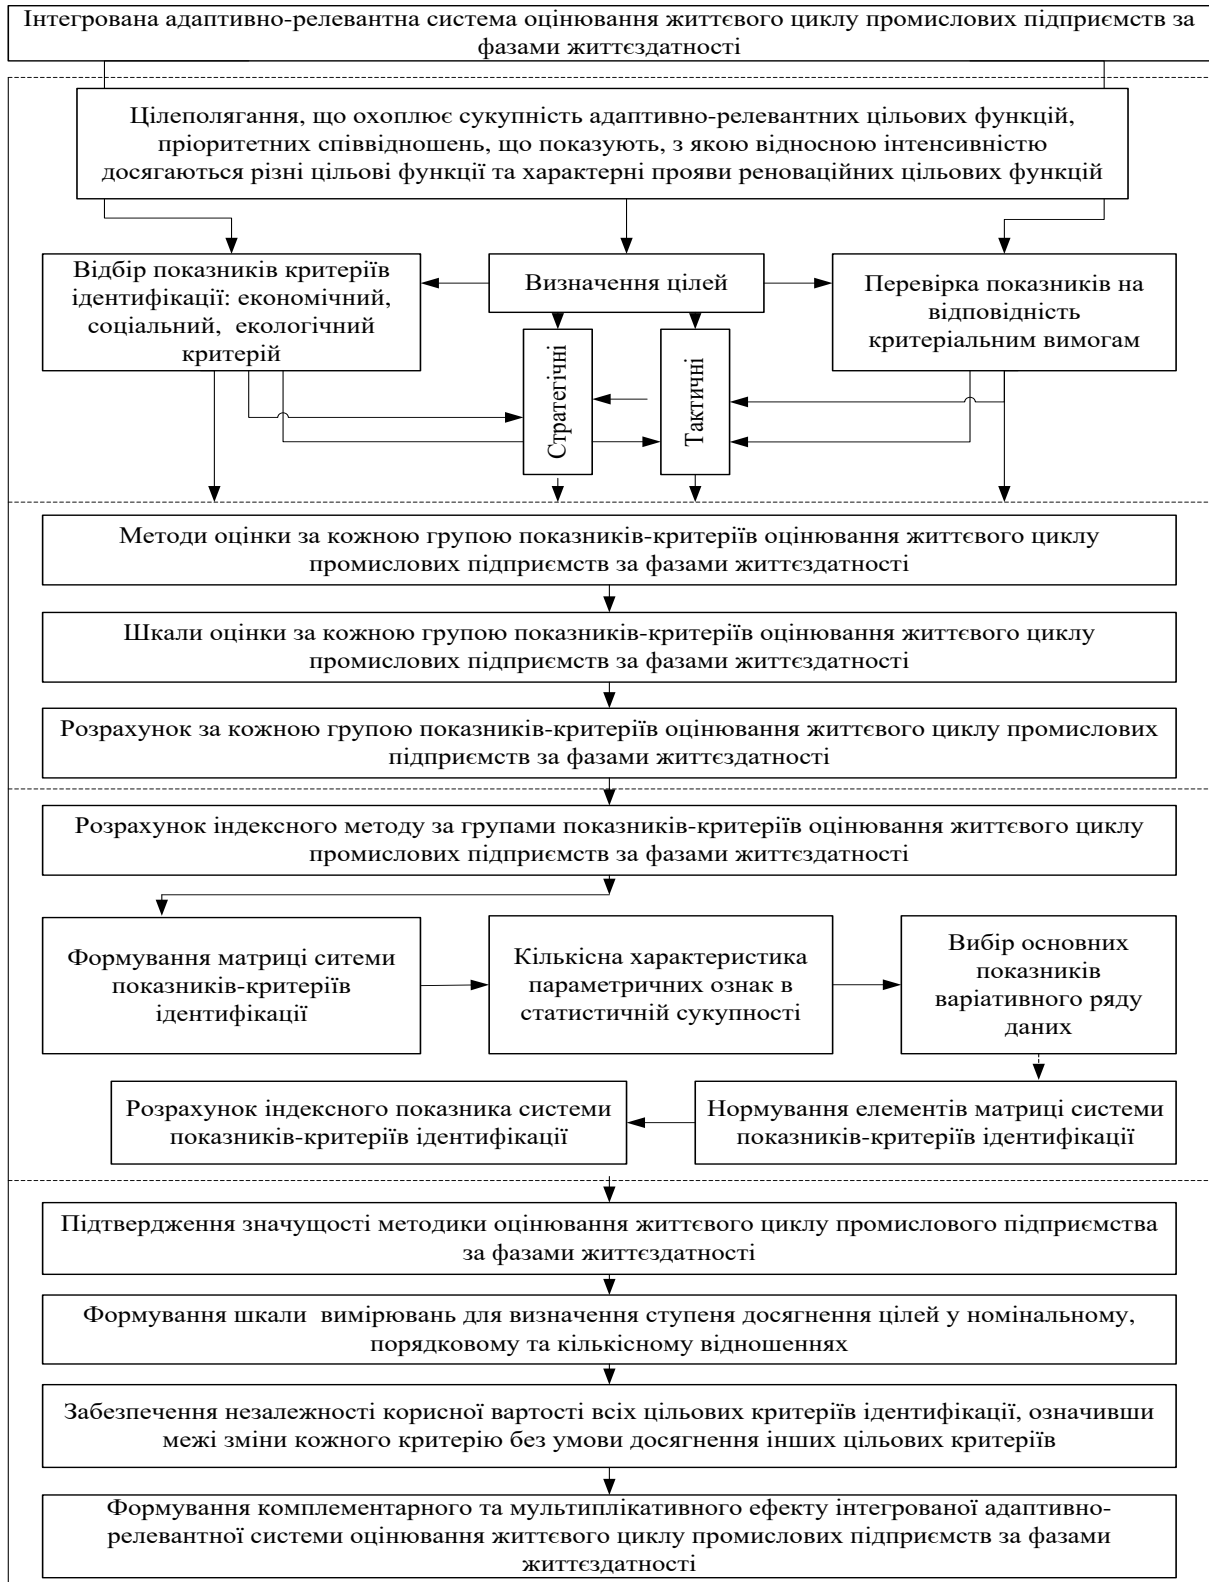 Інтегрована адаптивно-релевантна система оцінювання життєвого циклу промислових підприємств за
фазами життєздатності
Цілеполягання, що охоплює сукупність адаптивно-релевантних цільових функцій,
пріоритетних співвідношень, що показують, з якою відносною інтенсивністю
досягаються різні цільові функції та характерні прояви реноваційних цільових функцій
Відбір показників критеріїв
ідентифікації: економічний,
соціальний, екологічний
критерій
Визначення цілей
Перевірка показників на
відповідність
критеріальним вимогам
Стратегічні
Тактичні
Методи оцінки за кожною групою показників-критеріїв оцінювання життєвого циклу
промислових підприємств за фазами життєздатності
Шкали оцінки за кожною групою показників-критеріїв оцінювання життєвого циклу
промислових підприємств за фазами життєздатності
Розрахунок за кожною групою показників-критеріїв оцінювання життєвого циклу промислових
підприємств за фазами життєздатності
Розрахунок індексного методу за групами показників-критеріїв оцінювання життєвого циклу
промислових підприємств за фазами життєздатності
Формування матриці ситеми
показників-критеріїв
ідентифікації
Кількісна характеристика
параметричних ознак в
статистичній сукупності
Вибір основних
показників
варіативного ряду
даних
Розрахунок індексного показника системи
показників-критеріїв ідентифікації
Нормування елементів матриці системи
показників-критеріїв ідентифікації
Підтвердження значущості методики оцінювання життєвого циклу промислового підприємства
за фазами життєздатності
Формування шкали вимірювань для визначення ступеня досягнення цілей у номінальному,
порядковому та кількісному відношеннях
Забезпечення незалежності корисної вартості всіх цільових критеріїв ідентифікації, означивши
межі зміни кожного критерію без умови досягнення інших цільових критеріїв
Формування комплементарного та мультиплікативного ефекту інтегрованої адаптивно-
релевантної системи оцінювання життєвого циклу промислових підприємств за фазами
життєздатності